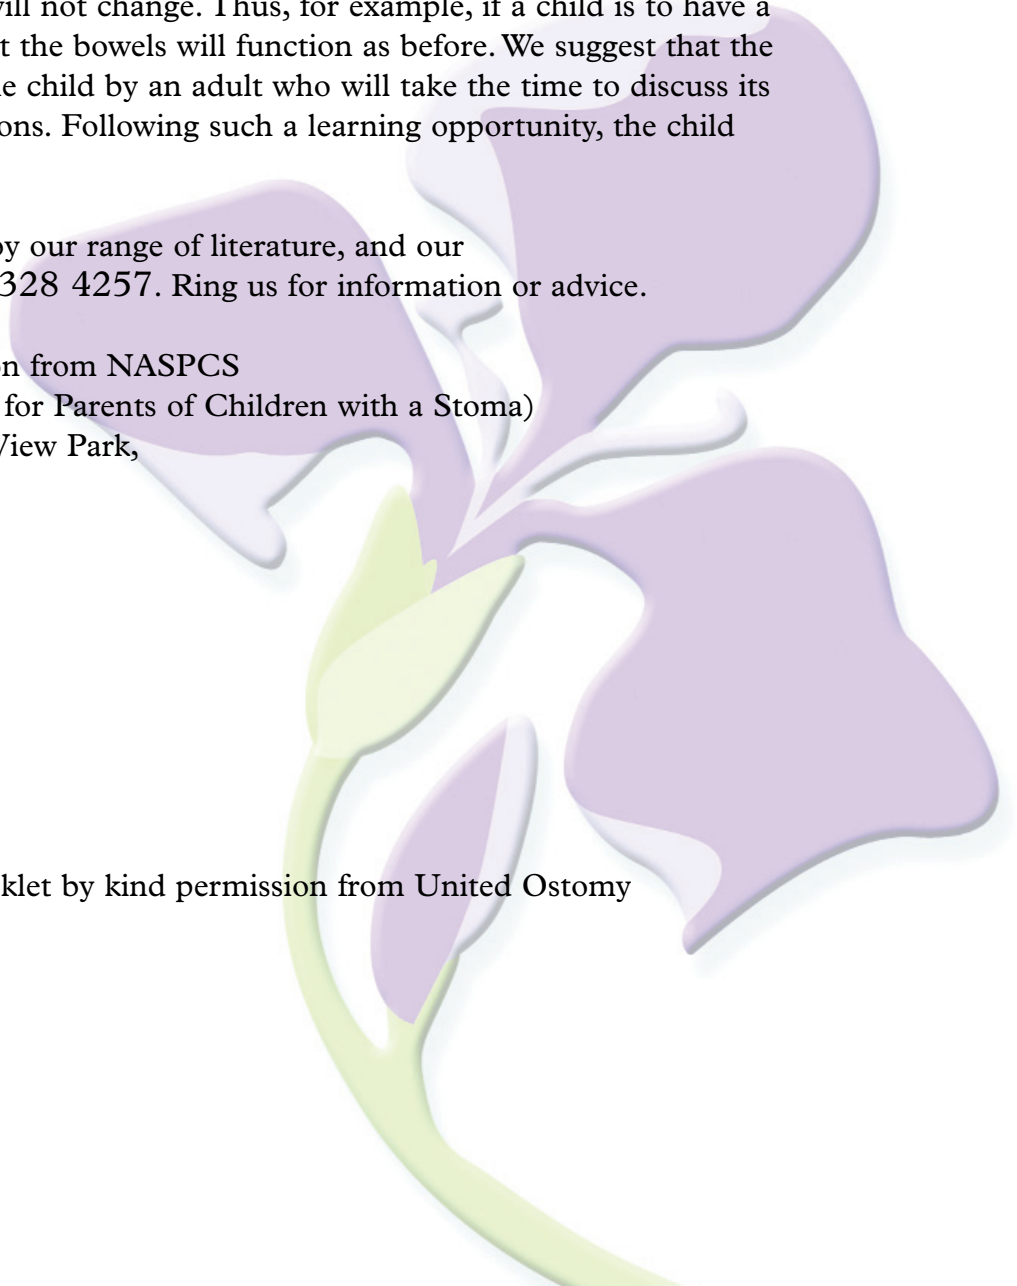 will not change. Thus, for example, if a child is to have a
t the bowels will function as before. We suggest that the
e child by an adult who will take the time to discuss its
ons. Following such a learning opportunity, the child
by our range of literature, and our
328 4257. Ring us for information or advice.
on from NASPCS
for Parents of Children with a Stoma)
View Park,
klet by kind permission from United Ostomy